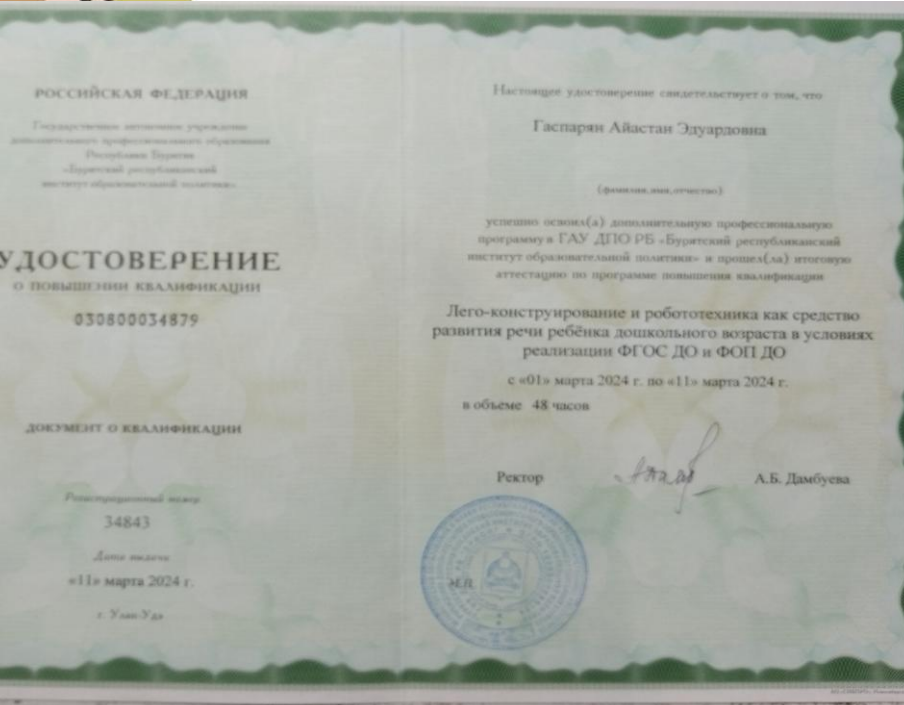 РОССИЙСКАЯ ФЕДЕРАЦИЯ
Государственное автономное учреждение
дополнительного профессионального образования
Республики Бурятия
«Бурятский республиканский
институт образовательной политики»
УДОСТОВЕРЕНИЕ
О ПОВЫШЕНИИ КВАЛИФИКАЦИИ
030800034879
ДОКУМЕНТ О КВАЛИФИКАЦИИ
Регистрационный номер
34843
Дата выдачи
«11» марта 2024 г.
г. Улан-Удэ
Настоящее удостоверение свидетельствует о том, что
Гаспарян Айастан Эдуардовна
(фамилия, имя, отчество)
успешно освоил(а) дополнительную профессиональную
программу в ГАУ ДПО РБ «Бурятский республиканский
институт образовательной политики» и прошел(ла) итоговую
аттестацию по программе повышения квалификации
Лего-конструирование и робототехника как средство
развития речи ребёнка дошкольного возраста в условиях
реализации ФГОС ДО и ФОП ДО
с «01» марта 2024 г. по «11» марта 2024 г.
в объеме 48 часов
Ректор
А.Б. Дамбуева
М.П.